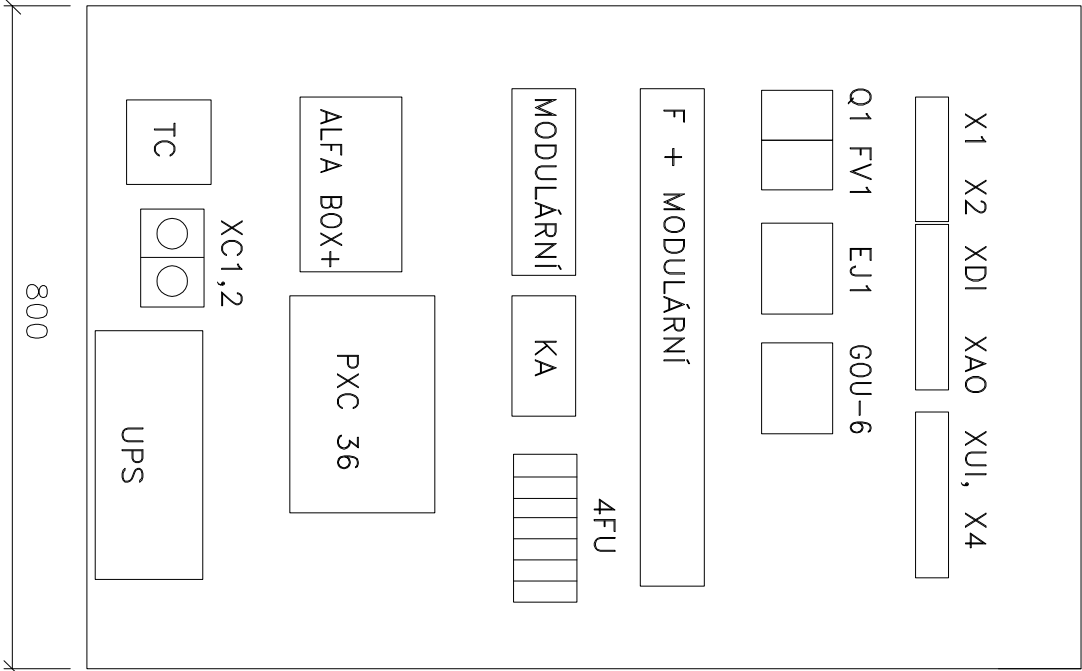 X1 X2 XDI XAO XUI, X4
Q1 FV1 EJ1 GOU-6
F + MODULÁRNÍ
4FU
MODULÁRNÍ KA
ALFA BOX+ PXC 36
XC1,2
TC UPS
800